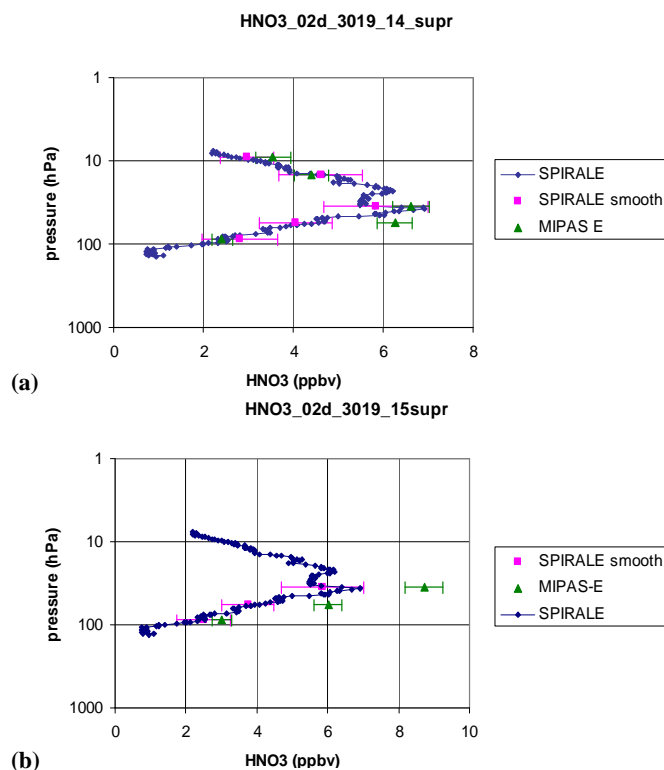 HNO3_02d_3019_14_supr
1
10
100
1000
pressure (hPa)
0 2 4 6 8
HNO3 (ppbv)
SPIRALE
SPIRALE smooth
MIPAS E
(a)
HNO3_02d_3019_15supr
1
10
100
1000
pressure (hPa)
0 2 4 6 8 10
HNO3 (ppbv)
SPIRALE smooth
MIPAS-E
SPIRALE
(b)